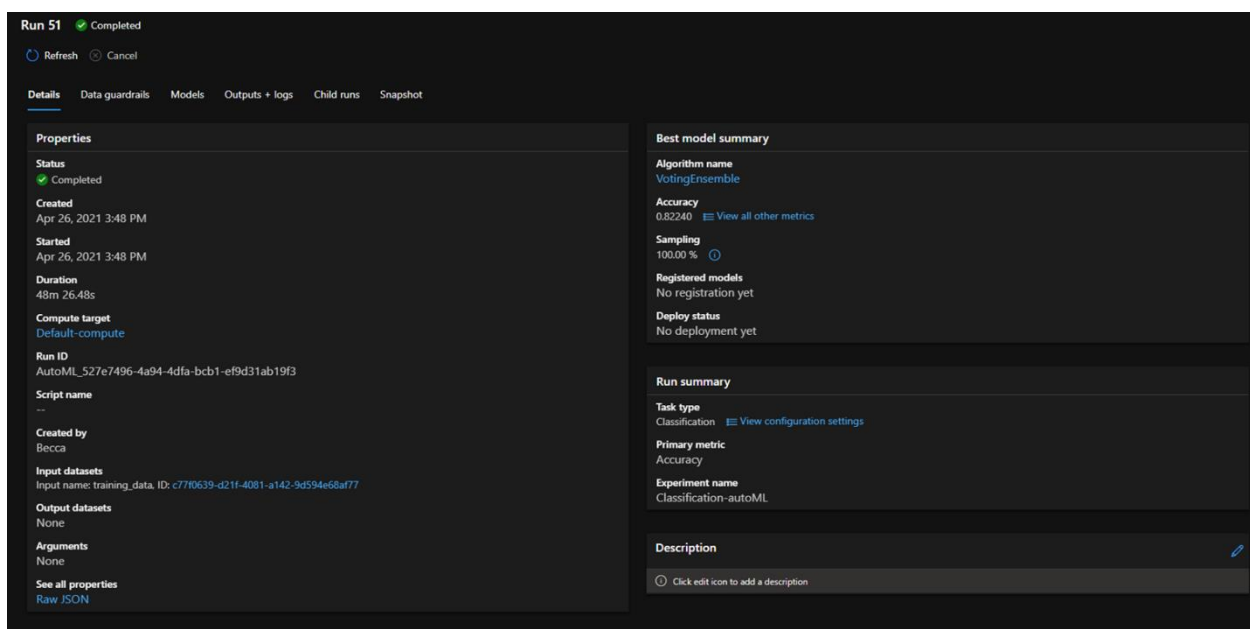 Run 51 Completed
Refresh Cancel
Details Data guardrails Models Outputs + logs Child runs Snapshot
Properties
Status
Completed
Created
Apr 26, 2021 3:48 PM
Started
Apr 26, 2021 3:48 PM
Duration
48m 26.48s
Compute target
Default-compute
Run ID
AutoML_527e7496-4a94-4dfa-bcb1-ef9d31ab19f3
Script name
--
Created by
Becca
Input datasets
Input name: training_data, ID: c77f0639-d21f-4081-a142-9d594e68af77
Output datasets
None
Arguments
None
See all properties
Raw JSON
Best model summary
Algorithm name
VotingEnsemble
Accuracy
0.82240 View all other metrics
Sampling
100.00 %
Registered models
No registration yet
Deploy status
No deployment yet
Run summary
Task type
Classification View configuration settings
Primary metric
Accuracy
Experiment name
Classification-autoML
Description
Click edit icon to add a description